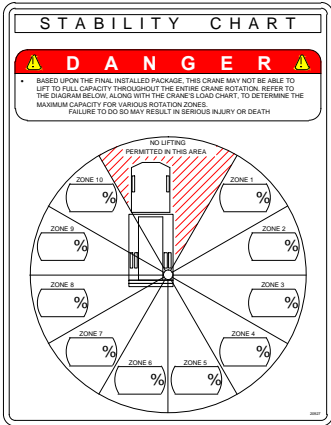 STABILITY CHART
DANGER
• BASED UPON THE FINAL INSTALLED PACKAGE, THIS CRANE MAY NOT BE ABLE TO
LIFT TO FULL CAPACITY THROUGHOUT THE ENTIRE CRANE ROTATION. REFER TO
THE DIAGRAM BELOW, ALONG WITH THE CRANE'S LOAD CHART, TO DETERMINE THE
MAXIMUM CAPACITY FOR VARIOUS ROTATION ZONES.
FAILURE TO DO SO MAY RESULT IN SERIOUS INJURY OR DEATH
NO LIFTING
PERMITTED IN THIS AREA
ZONE 10
%
ZONE 1
%
ZONE 9
%
ZONE 2
%
ZONE 8
%
ZONE 3
%
ZONE 7
%
ZONE 4
%
ZONE 6
%
ZONE 5
%